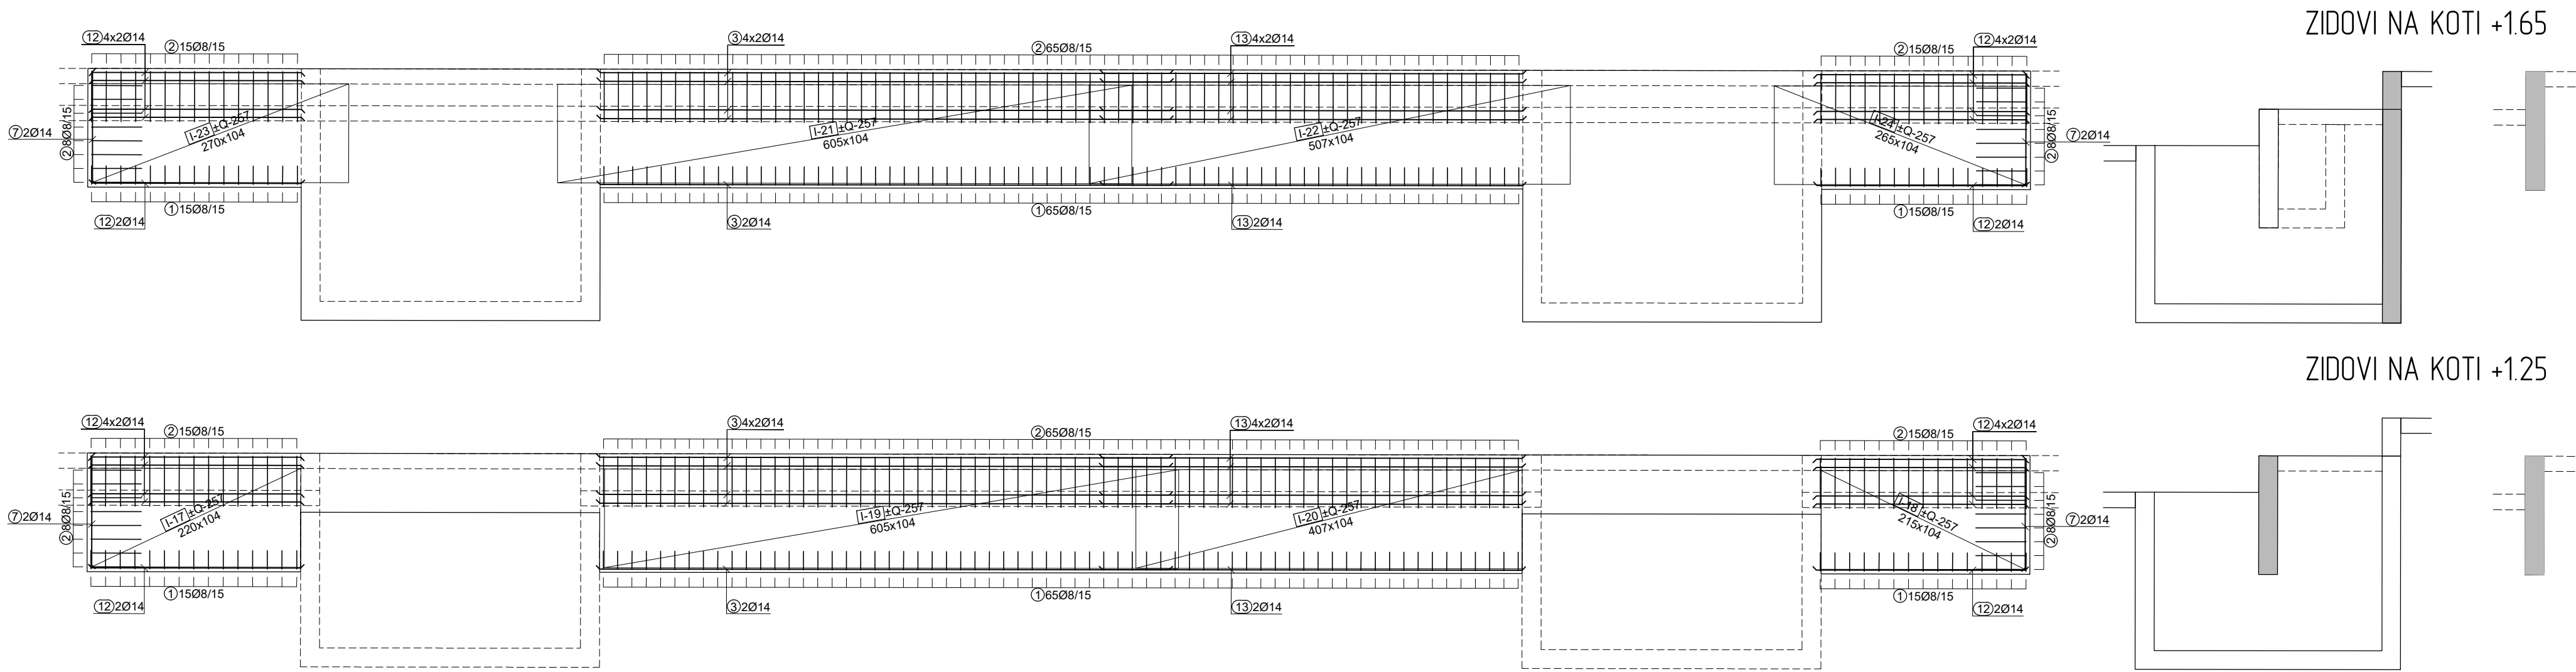 ZIDOVI NA KOTI +1.65
⑫4x2Ø14
②15Ø8/15
③4x2Ø14
②65Ø8/15
⑬4x2Ø14
②15Ø8/15
⑫4x2Ø14
⑦2Ø14
②8Ø8/15
I-23 ±Q-257
270x104
I-21 ±Q-257
605x104
I-22 ±Q-257
507x104
I-24 ±Q-257
265x104
②8Ø8/15
⑦2Ø14
⑫2Ø14
①15Ø8/15
③2Ø14
①65Ø8/15
⑬2Ø14
①15Ø8/15
⑫2Ø14
ZIDOVI NA KOTI +1.25
⑫4x2Ø14
②15Ø8/15
③4x2Ø14
②65Ø8/15
⑬4x2Ø14
②15Ø8/15
⑫4x2Ø14
⑦2Ø14
②8Ø8/15
I-17 ±Q-257
220x104
I-19 ±Q-257
605x104
I-20 ±Q-257
407x104
I-18 ±Q-257
215x104
②8Ø8/15
⑦2Ø14
⑫2Ø14
①15Ø8/15
③2Ø14
①65Ø8/15
⑬2Ø14
①15Ø8/15
⑫2Ø14